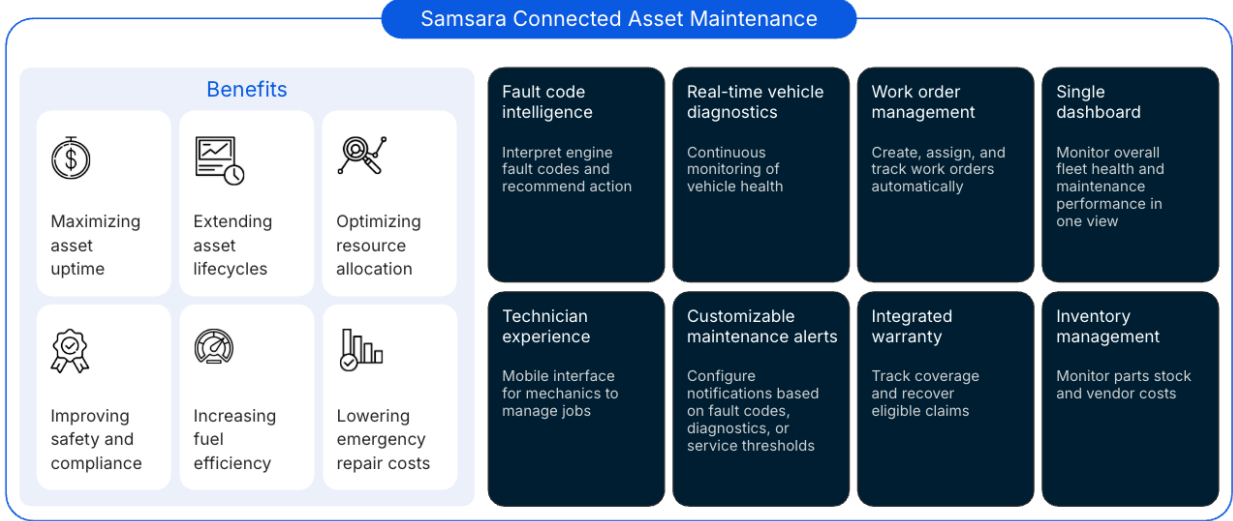 Samsara Connected Asset Maintenance
Benefits
Maximizing
asset
uptime
Extending
asset
lifecycles
Optimizing
resource
allocation
Improving
safety and
compliance
Increasing
fuel
efficiency
Lowering
emergency
repair costs
Fault code
intelligence
Interpret engine
fault codes and
recommend action
Real-time vehicle
diagnostics
Continuous
monitoring of
vehicle health
Work order
management
Create, assign, and
track work orders
automatically
Single
dashboard
Monitor overall
fleet health and
maintenance
performance in
one view
Technician
experience
Mobile interface
for mechanics to
manage jobs
Customizable
maintenance alerts
Configure
notifications based
on fault codes,
diagnostics, or
service thresholds
Integrated
warranty
Track coverage
and recover
eligible claims
Inventory
management
Monitor parts stock
and vendor costs